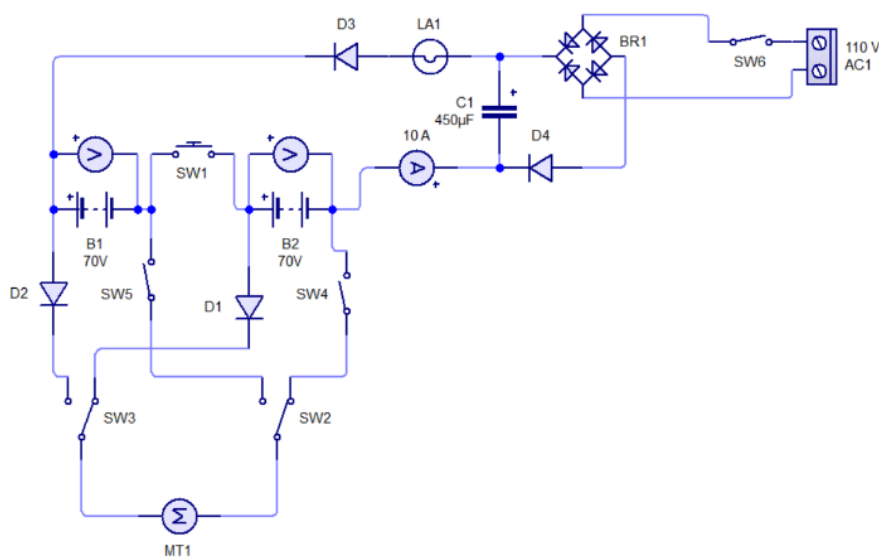 D3
LA1
BR1
SW6
110 V
AC1
C1
450µF
+
10 A
A
+
D4
+
V
SW1
+
V
+
B1
70V
+
B2
70V
D2
SW5
D1
SW4
SW3
SW2
M
MT1